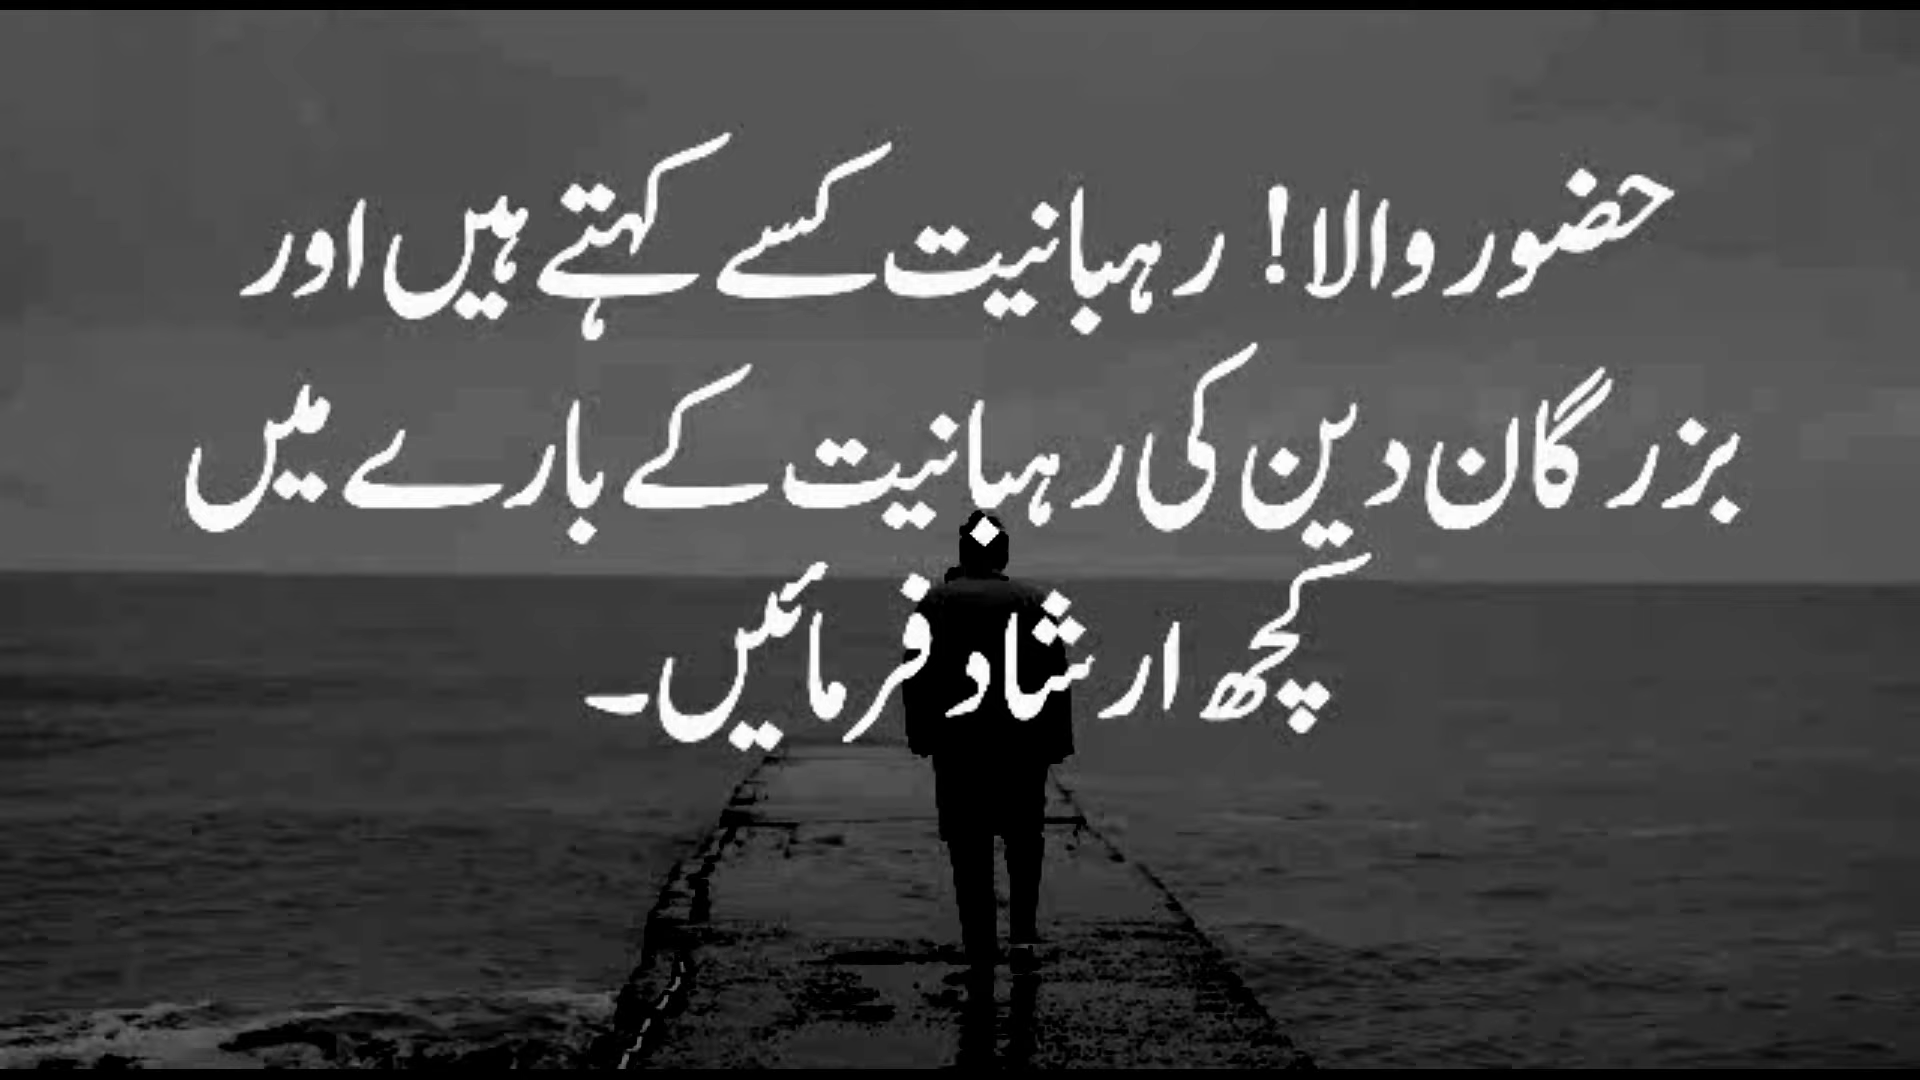 حضور والا! رہبانیت کسے کہتے ہیں اور
بزرگان دین کی رہبانیت کے بارے میں
کچھ ارشاد فرمائیں۔